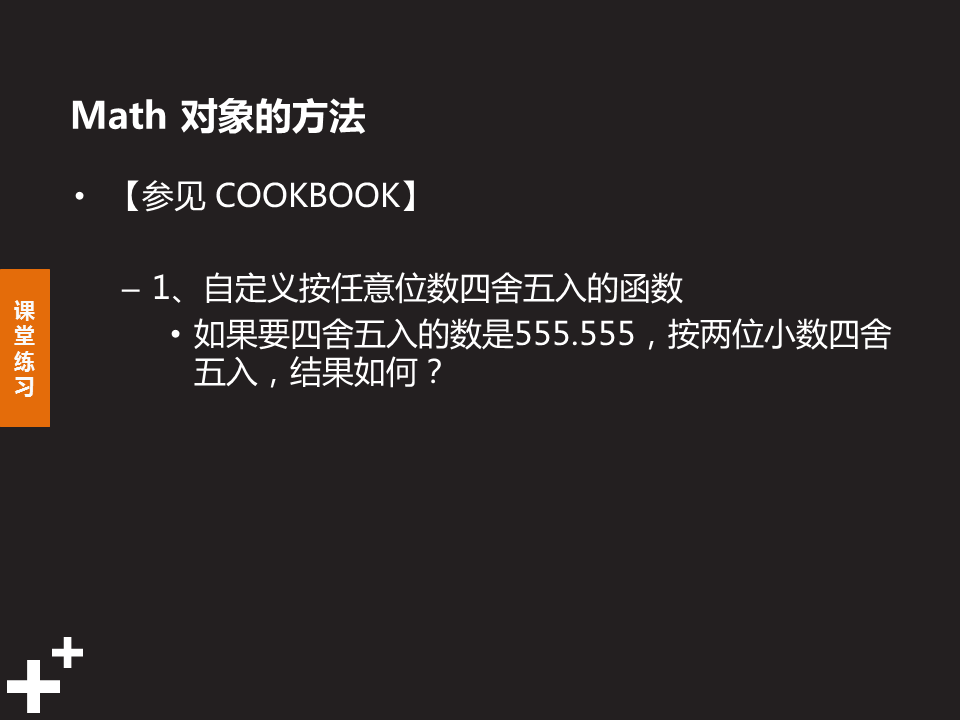 Math 对象的方法
• 【参见 COOKBOOK】
– 1、自定义按任意位数四舍五入的函数
• 如果要四舍五入的数是555.555，按两位小数四舍
五入，结果如何？
课
堂
练
习